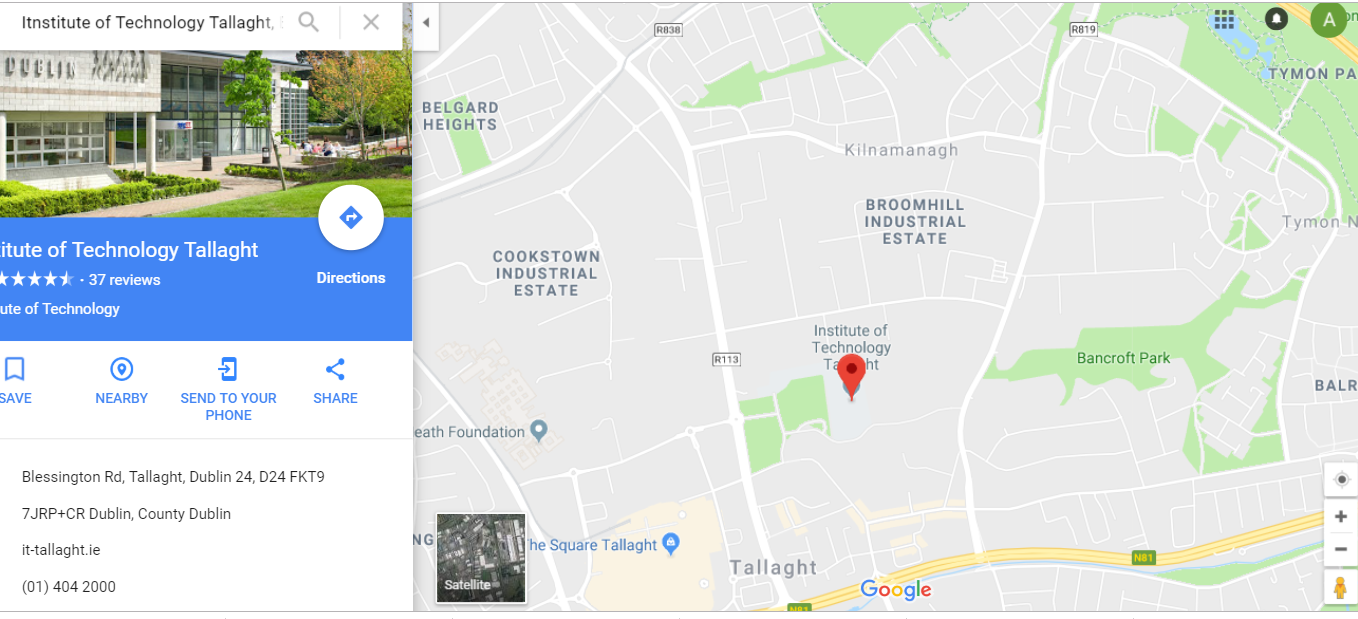 Itnstitute of Technology Tallaght,
DUBLIN
itute of Technology Tallaght
37 reviews
ute of Technology
Directions
SAVE
NEARBY
SEND TO YOUR
PHONE
SHARE
Blessington Rd, Tallaght, Dublin 24, D24 FKT9
7JRP+CR Dublin, County Dublin
it-tallaght.ie
(01) 404 2000
R838
R819
A
TYMON PA
BELGARD
HEIGHTS
Kilnamanagh
BROOMHILL
INDUSTRIAL
ESTATE
Tymon N
COOKSTOWN
INDUSTRIAL
ESTATE
Institute of
Technology
Ta ht
R113
Bancroft Park
BALR
eath Foundation
NG
he Square Tallaght
Tallaght
N81
Satellite
Google
N81